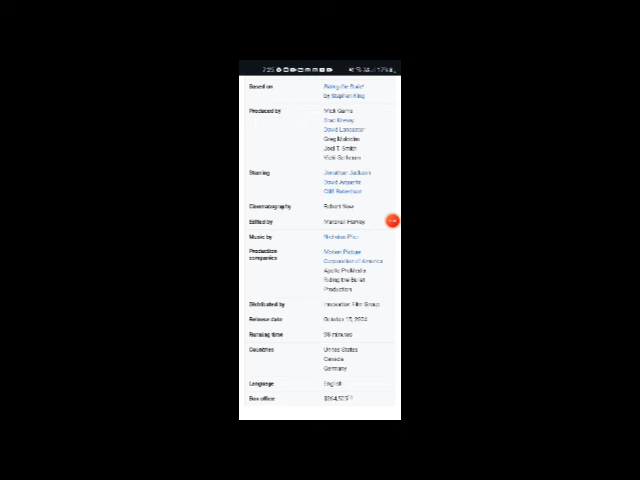 7:25
Based on Riding the Bullet
by Stephen King
Produced by Mick Garris
Brad Krevoy
David Lancaster
Greg Malcolm
Joel T. Smith
Vicki Sotheran
Starring Jonathan Jackson
David Arquette
Cliff Robertson
Cinematography Robert New
Edited by Marshall Harvey
Music by Nicholas Pike
Production
companies Motion Picture
Corporation of America
Apollo ProMedia
Riding the Bullet
Production
Distributed by Innovation Film Group
Release date October 15, 2004
Running time 98 minutes
Countries United States
Canada
Germany
Language English
Box office